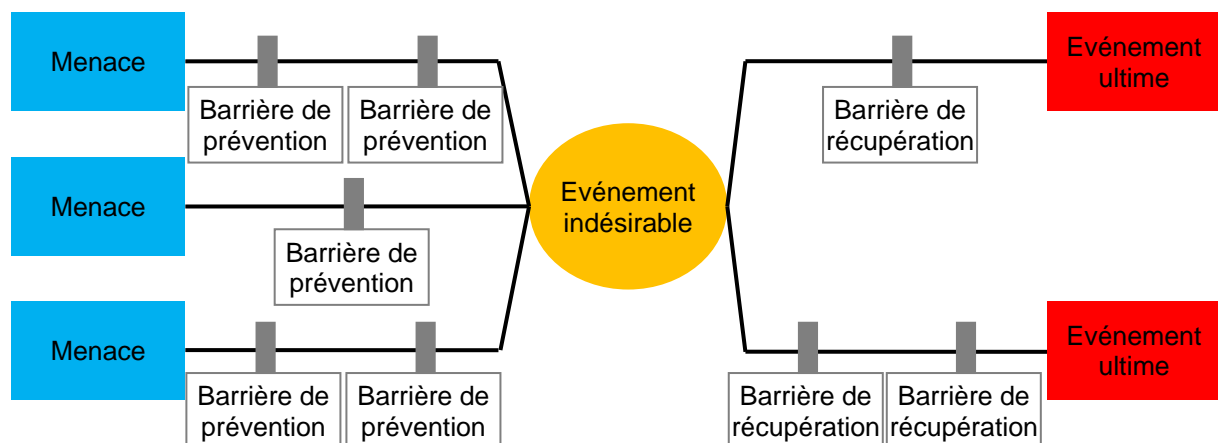 Menace
Evénement
ultime
Barrière de
prévention
Barrière de
prévention
Barrière de
récupération
Menace
Evénement
indésirable
Barrière de
prévention
Menace
Evénement
ultime
Barrière de
prévention
Barrière de
prévention
Barrière de
récupération
Barrière de
récupération